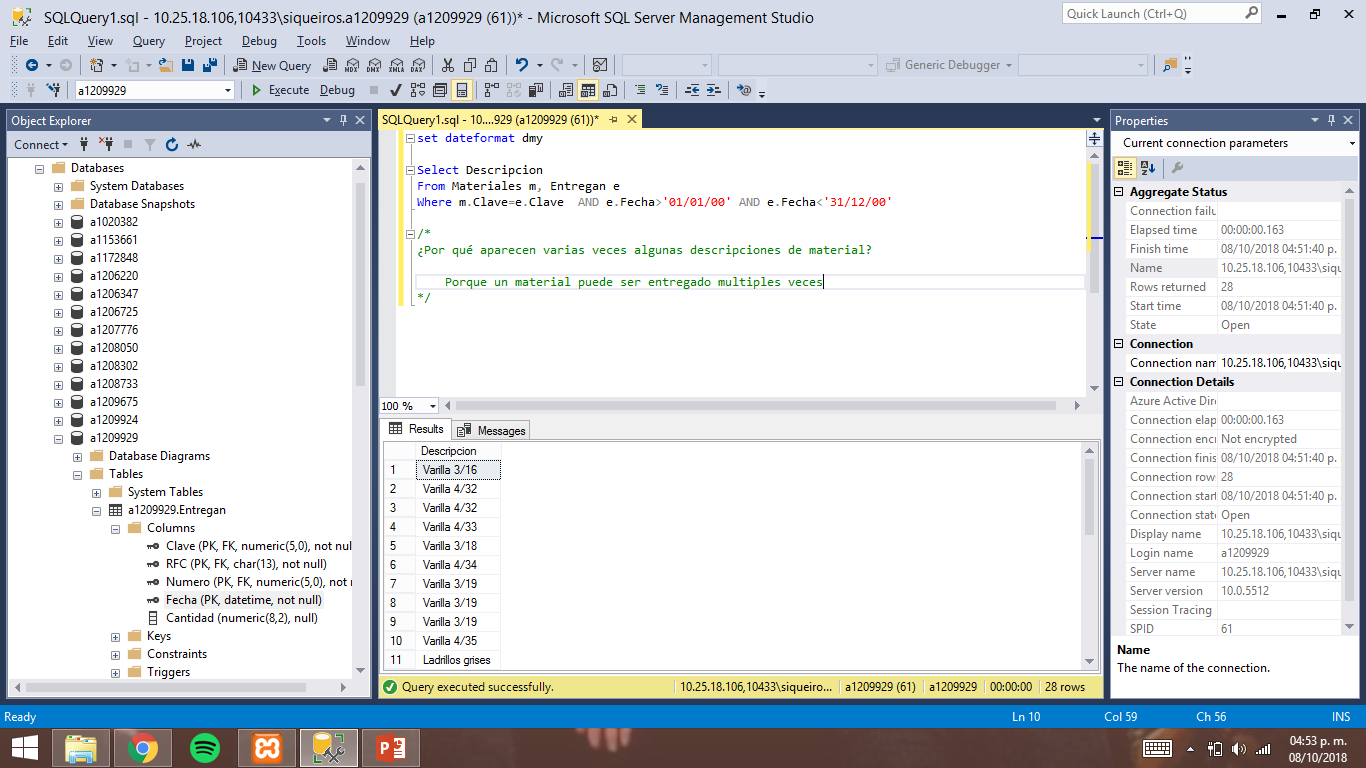 SQLQuery1.sql - 10.25.18.106,10433\siqueiros.a1209929 (a1209929 (61))* - Microsoft SQL Server Management Studio
Quick Launch (Ctrl+Q)
File Edit View Query Project Debug Tools Window Help
New Query
MDX DMX XMLA DAX
Generic Debugger
a1209929
Execute Debug
Object Explorer
Connect
Databases
System Databases
Database Snapshots
a1020382
a1153661
a1172848
a1206220
a1206347
a1206725
a1207776
a1208050
a1208302
a1208733
a1209675
a1209924
a1209929
Database Diagrams
Tables
System Tables
a1209929.Entregan
Columns
Clave (PK, FK, numeric(5,0), not nul
RFC (PK, FK, char(13), not null)
Numero (PK, FK, numeric(5,0), not n
Fecha (PK, datetime, not null)
Cantidad (numeric(8,2), null)
Keys
Constraints
Triggers
SQLQuery1.sql - 10....929 (a1209929 (61))*
set dateformat dmy
Select Descripcion
From Materiales m, Entregan e
Where m.Clave=e.Clave  AND e.Fecha>'01/01/00' AND e.Fecha<'31/12/00'
/*
¿Por qué aparecen varias veces algunas descripciones de material?
Porque un material puede ser entregado multiples veces
*/
100 %
Results Messages
Descripcion
1 Varilla 3/16
2 Varilla 4/32
3 Varilla 4/32
4 Varilla 4/33
5 Varilla 3/18
6 Varilla 4/34
7 Varilla 3/19
8 Varilla 3/19
9 Varilla 3/19
10 Varilla 4/35
11 Ladrillos grises
Query executed successfully. 10.25.18.106,10433\siqueiro... a1209929 (61) a1209929 00:00:00 28 rows
Properties
Current connection parameters
Aggregate Status
Connection failu
Elapsed time 00:00:00.163
Finish time 08/10/2018 04:51:40 p.
Name 10.25.18.106,10433\siqu
Rows returned 28
Start time 08/10/2018 04:51:40 p.
State Open
Connection
Connection nam 10.25.18.106,10433\siqu
Connection Details
Azure Active Dire
Connection elap 00:00:00.163
Connection encr Not encrypted
Connection finis 08/10/2018 04:51:40 p.
Connection row 28
Connection start 08/10/2018 04:51:40 p.
Connection state Open
Display name 10.25.18.106,10433\siqu
Login name a1209929
Server name 10.25.18.106,10433\siqu
Server version 10.0.5512
Session Tracing
SPID 61
Name
The name of the connection.
Ready Ln 10 Col 59 Ch 56 INS
04:53 p. m.
08/10/2018